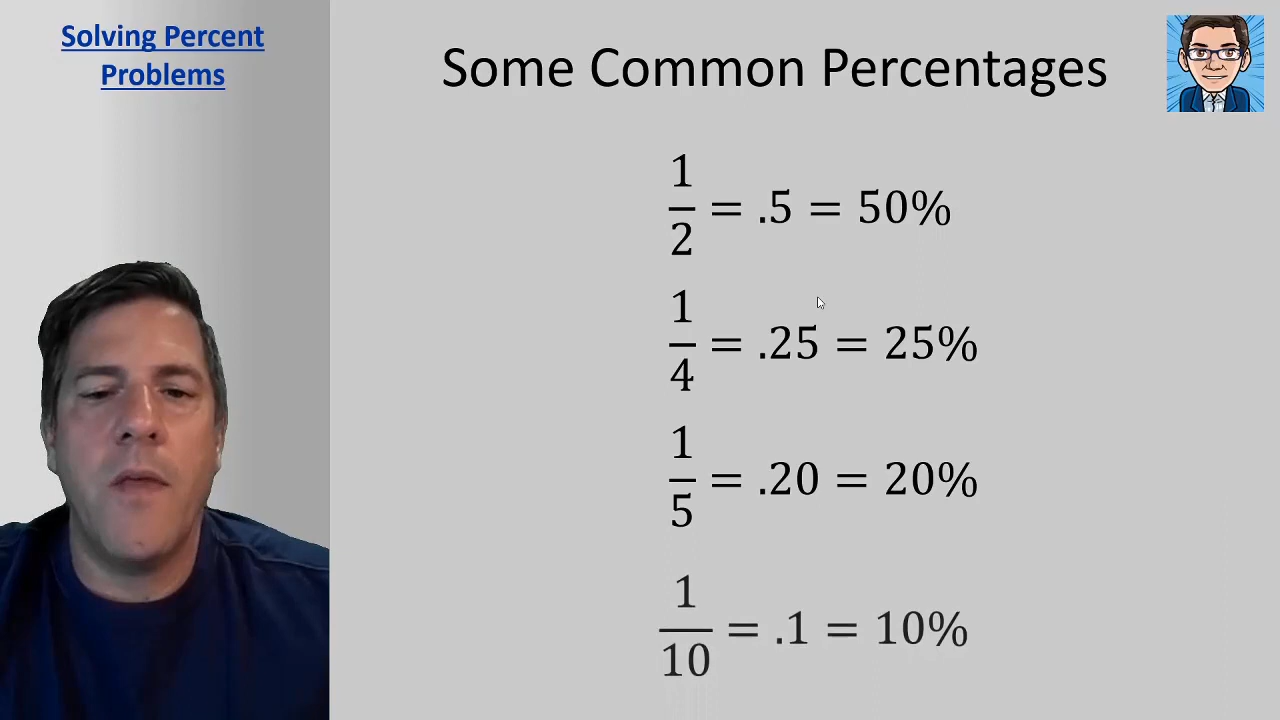 Solving Percent
Problems
Some Common Percentages
1/2 = .5 = 50%
1/4 = .25 = 25%
1/5 = .20 = 20%
1/10 = .1 = 10%